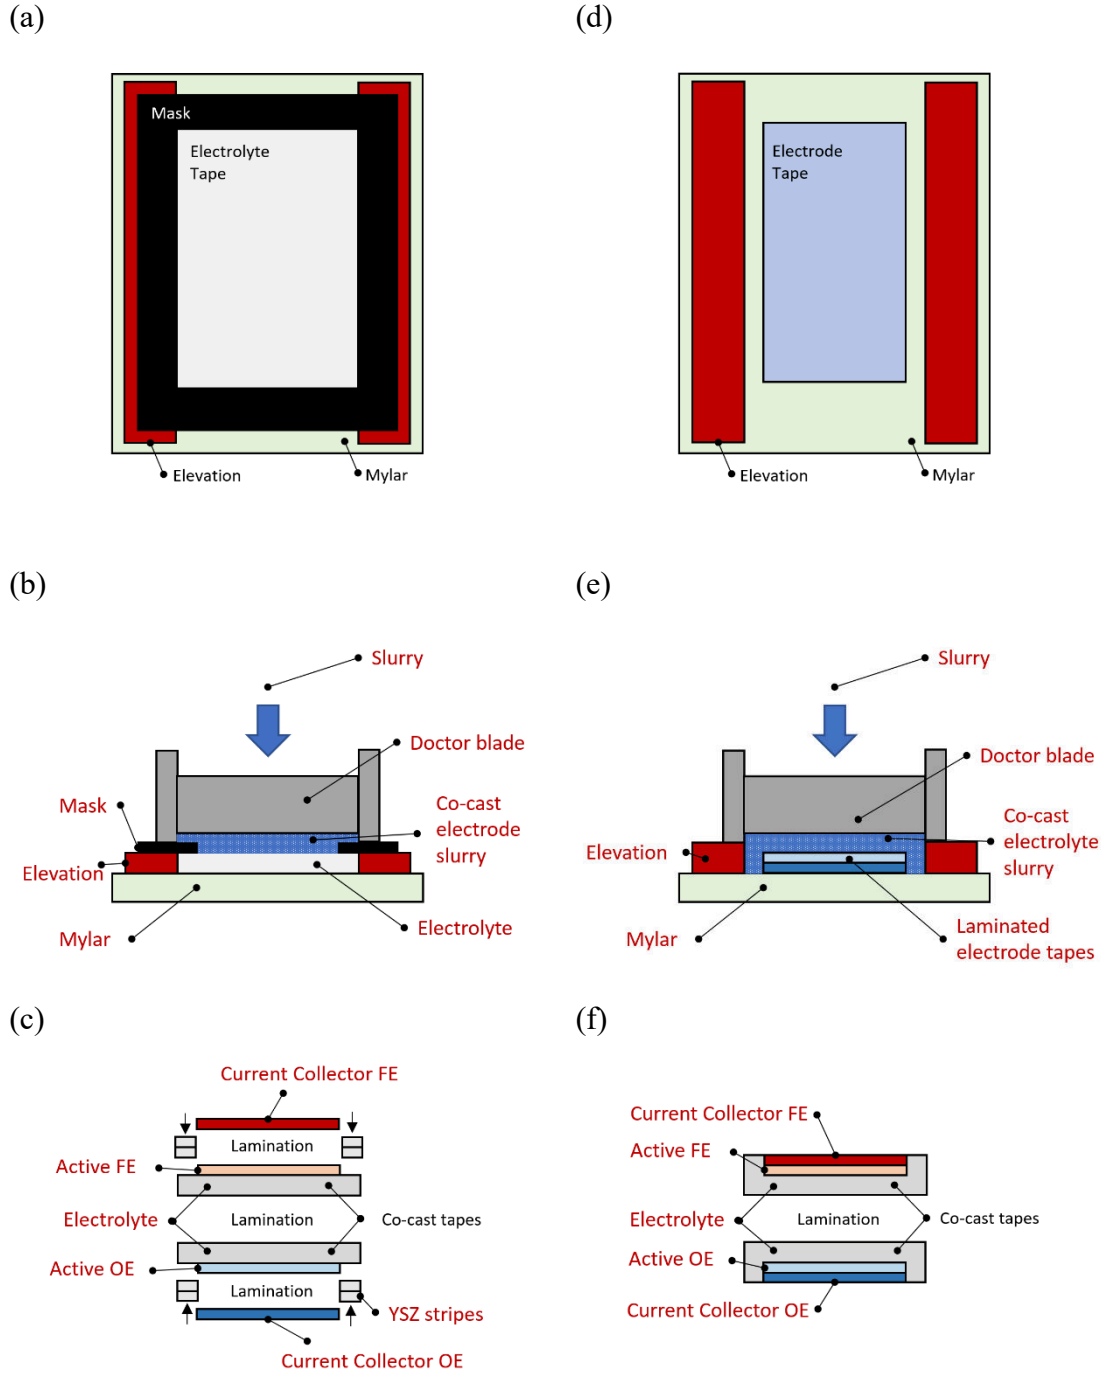 (a)
Mask
Electrolyte
Tape
Elevation
Mylar
(d)
Electrode
Tape
Elevation
Mylar
(b)
Slurry
Doctor blade
Mask
Co-cast
electrode
slurry
Elevation
Mylar
Electrolyte
(e)
Slurry
Doctor blade
Co-cast
electrolyte
slurry
Elevation
Mylar
Laminated
electrode tapes
(c)
Current Collector FE
Lamination
Active FE
Electrolyte
Lamination
Co-cast tapes
Active OE
Lamination
YSZ stripes
Current Collector OE
(f)
Current Collector FE
Active FE
Electrolyte
Lamination
Co-cast tapes
Active OE
Current Collector OE